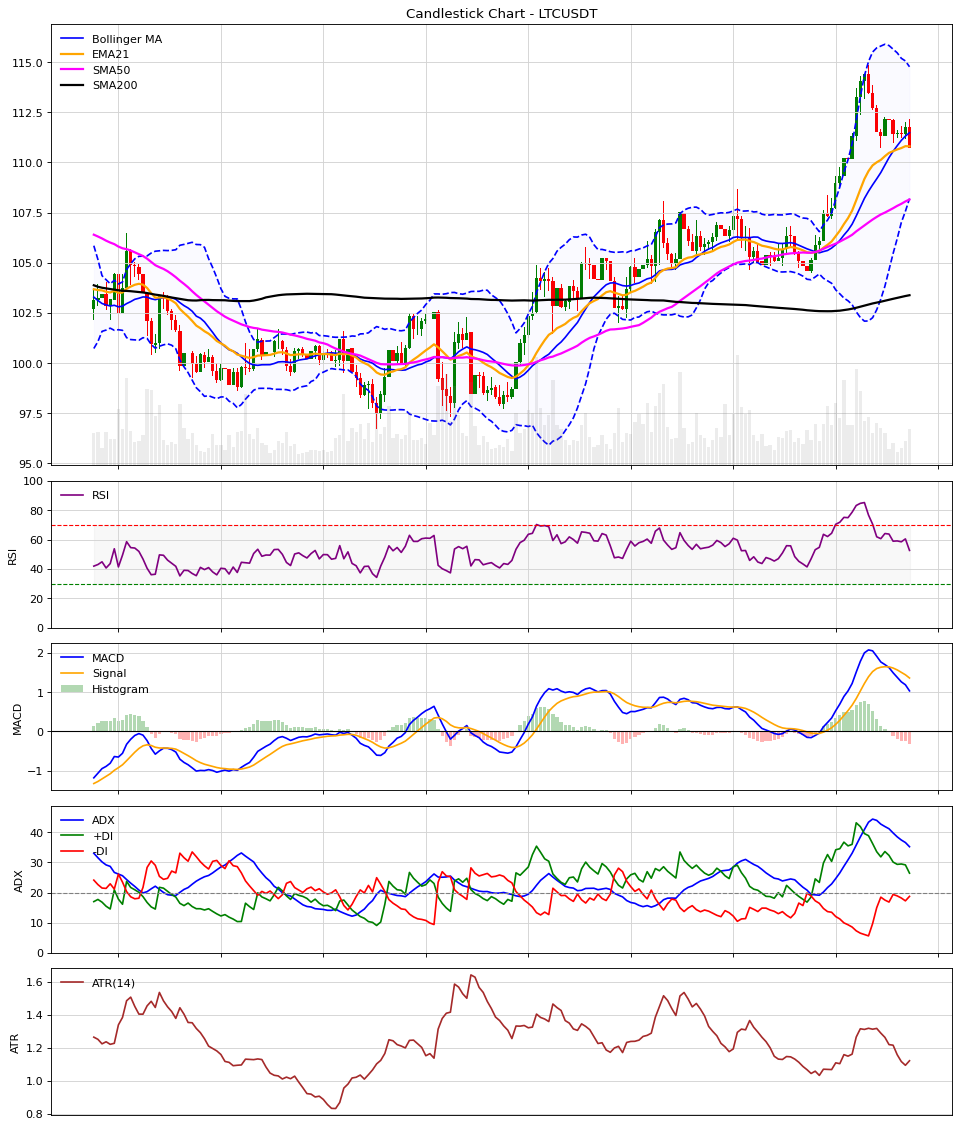 Candlestick Chart - LTCUSDT
Bollinger MA
EMA21
SMA50
SMA200
115.0
112.5
110.0
107.5
105.0
102.5
100.0
97.5
95.0
RSI
RSI
100
80
60
40
20
0
MACD
Signal
Histogram
MACD
2
1
0
−1
ADX
+DI
-DI
ADX
40
30
20
10
0
ATR(14)
ATR
1.6
1.4
1.2
1.0
0.8